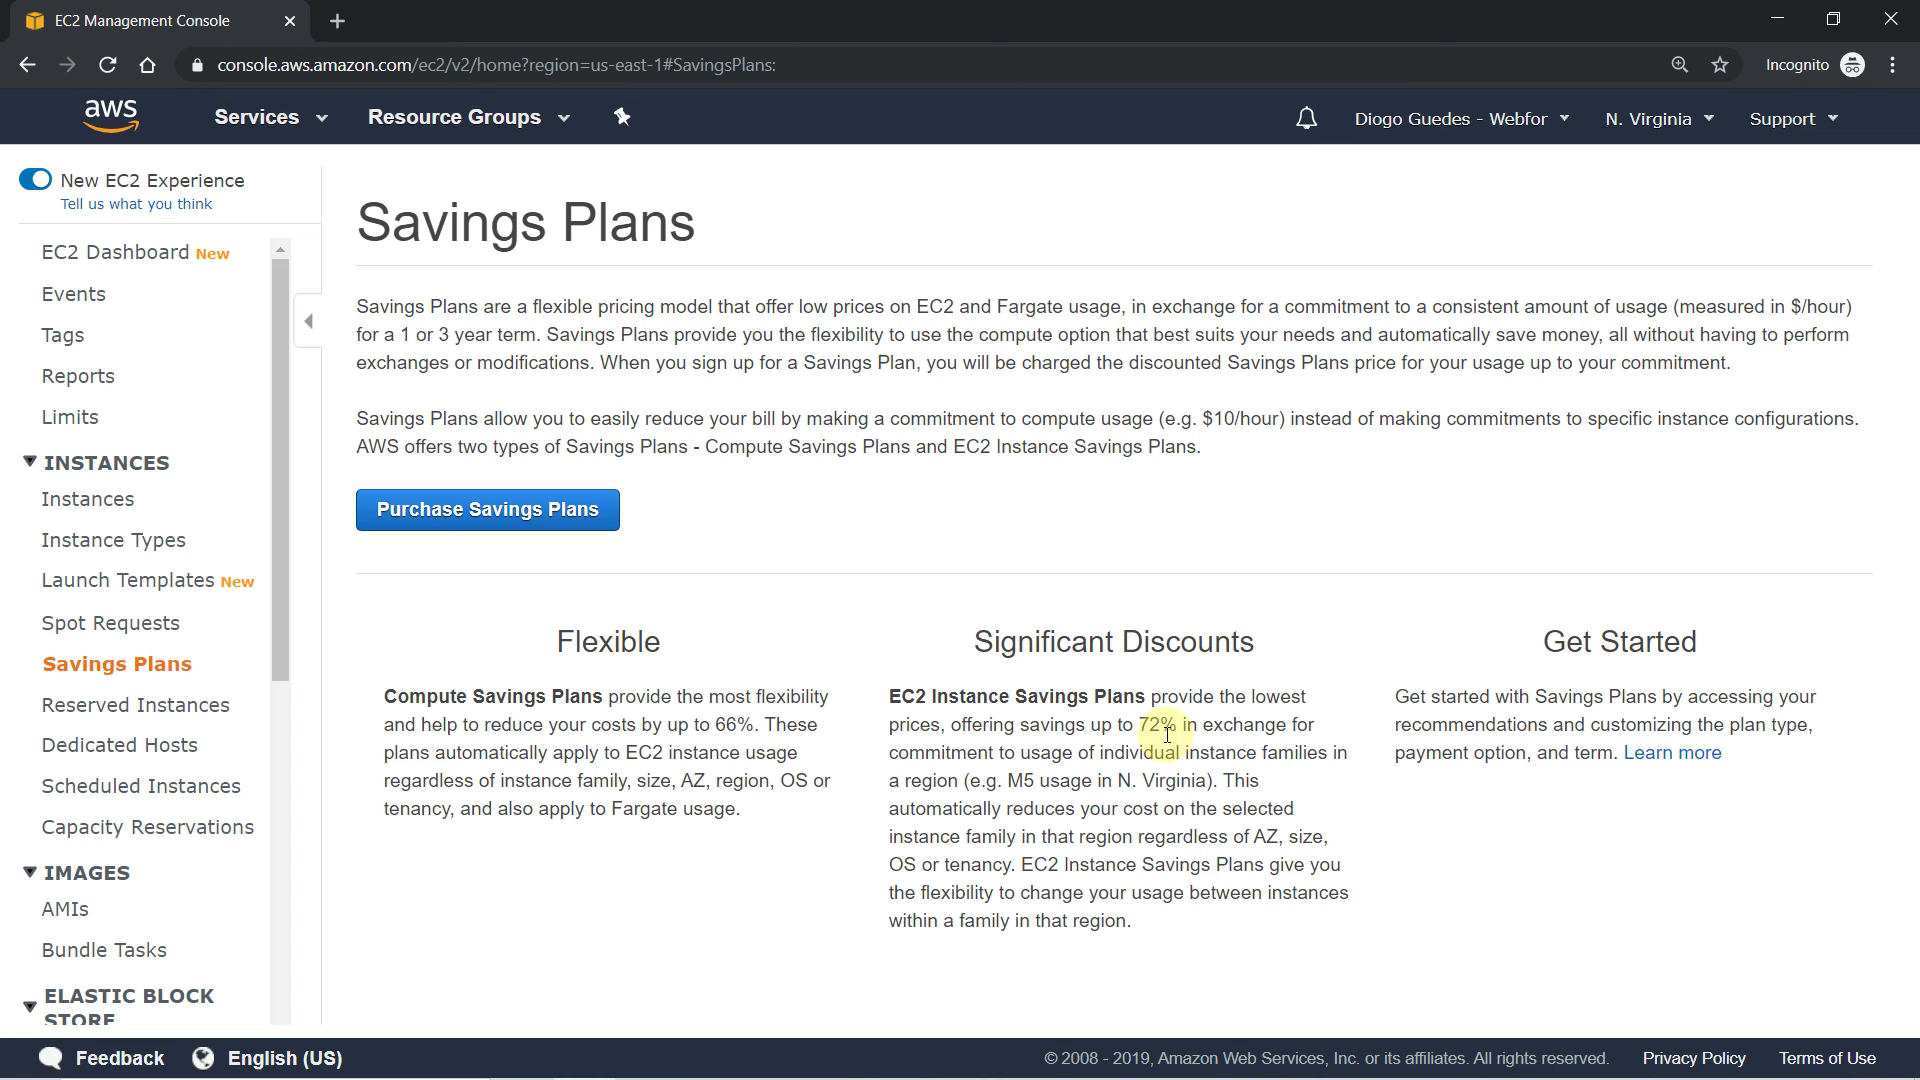 EC2 Management Console
console.aws.amazon.com/ec2/v2/home?region=us-east-1#SavingsPlans:
Incognito
aws
Services
Resource Groups
Diogo Guedes - Webfor
N. Virginia
Support
New EC2 Experience
Tell us what you think
EC2 Dashboard New
Events
Tags
Reports
Limits
INSTANCES
Instances
Instance Types
Launch Templates New
Spot Requests
Savings Plans
Reserved Instances
Dedicated Hosts
Scheduled Instances
Capacity Reservations
IMAGES
AMIs
Bundle Tasks
ELASTIC BLOCK
STORE
Savings Plans
Savings Plans are a flexible pricing model that offer low prices on EC2 and Fargate usage, in exchange for a commitment to a consistent amount of usage (measured in $/hour)
for a 1 or 3 year term. Savings Plans provide you the flexibility to use the compute option that best suits your needs and automatically save money, all without having to perform
exchanges or modifications. When you sign up for a Savings Plan, you will be charged the discounted Savings Plans price for your usage up to your commitment.
Savings Plans allow you to easily reduce your bill by making a commitment to compute usage (e.g. $10/hour) instead of making commitments to specific instance configurations.
AWS offers two types of Savings Plans - Compute Savings Plans and EC2 Instance Savings Plans.
Purchase Savings Plans
Flexible
Compute Savings Plans provide the most flexibility
and help to reduce your costs by up to 66%. These
plans automatically apply to EC2 instance usage
regardless of instance family, size, AZ, region, OS or
tenancy, and also apply to Fargate usage.
Significant Discounts
EC2 Instance Savings Plans provide the lowest
prices, offering savings up to 72% in exchange for
commitment to usage of individual instance families in
a region (e.g. M5 usage in N. Virginia). This
automatically reduces your cost on the selected
instance family in that region regardless of AZ, size,
OS or tenancy. EC2 Instance Savings Plans give you
the flexibility to change your usage between instances
within a family in that region.
Get Started
Get started with Savings Plans by accessing your
recommendations and customizing the plan type,
payment option, and term. Learn more
Feedback
English (US)
© 2008 - 2019, Amazon Web Services, Inc. or its affiliates. All rights reserved.
Privacy Policy
Terms of Use